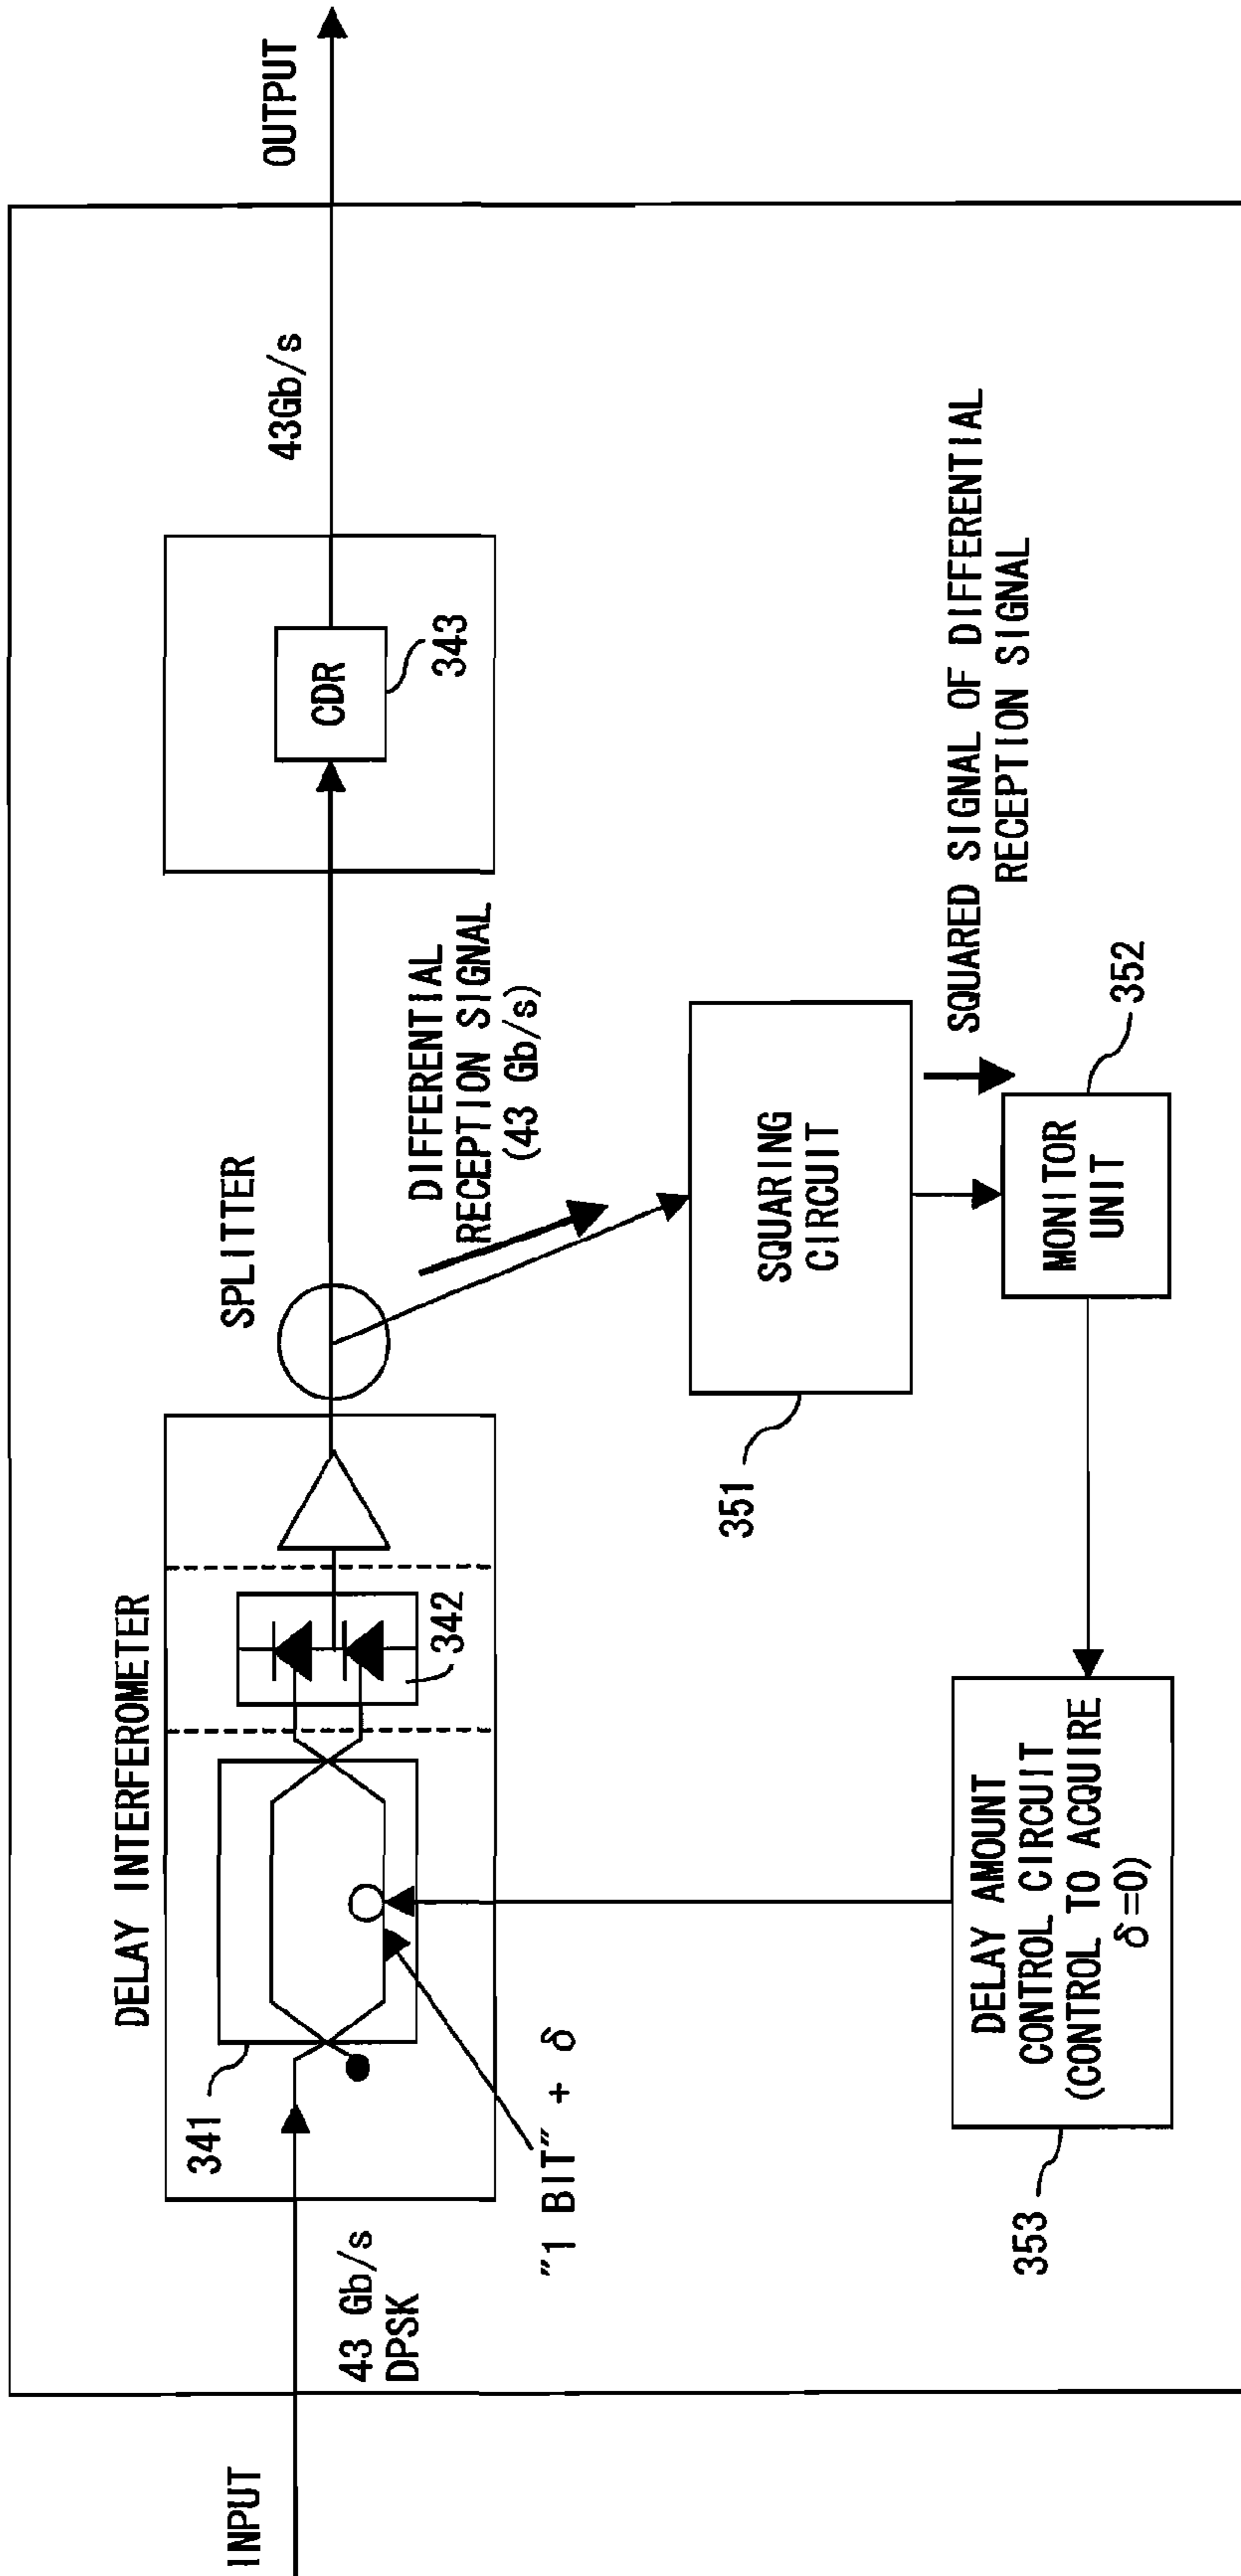 INPUT
43 Gb/s
DPSK
DELAY INTERFEROMETER
341
"1 BIT" + δ
342
SPLITTER
DIFFERENTIAL
RECEPTION SIGNAL
(43 Gb/s)
CDR
343
43Gb/s
OUTPUT
351
SQUARING
CIRCUIT
SQUARED SIGNAL OF DIFFERENTIAL
RECEPTION SIGNAL
MONITOR
UNIT
352
353
DELAY AMOUNT
CONTROL CIRCUIT
(CONTROL TO ACQUIRE
δ=0)